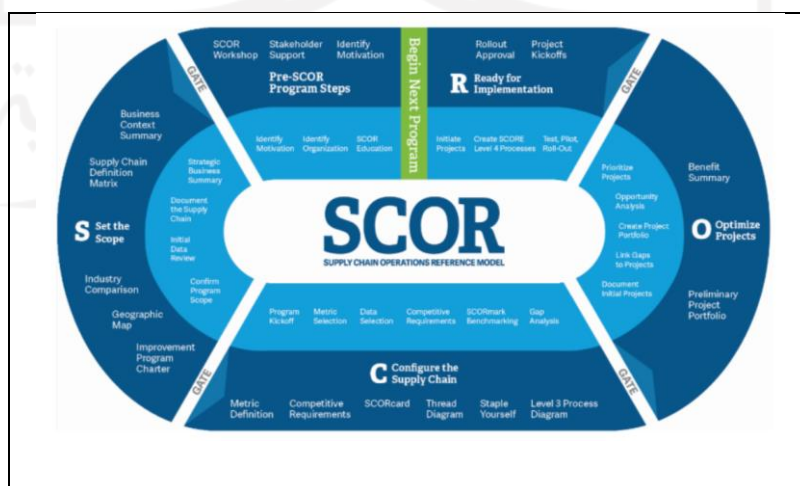 SCOR
Workshop
Stakeholder
Support
Identify
Motivation
Pre-SCOR
Program Steps
Begin Next Program
Rollout
Approval
Project
Kickoffs
R Ready for
Implementation
GATE
GATE
Identify
Motivation
Identify
Organization
SCOR
Education
Initiate
Projects
Create SCORE
Level 4 Processes
Test, Pilot,
Roll-Out
Business
Context
Summary
Supply Chain
Definition
Matrix
S Set the
Scope
Industry
Comparison
Geographic
Map
Improvement
Program
Charter
Strategic
Business
Summary
Document
the Supply
Chain
Initial
Data
Review
Confirm
Program
Scope
SCOR
SUPPLY CHAIN OPERATIONS REFERENCE MODEL
Prioritize
Projects
Opportunity
Analysis
Create Project
Portfolio
Link Gaps
to Projects
Document
Initial Projects
Benefit
Summary
O Optimize
Projects
Preliminary
Project
Portfolio
Program
Kickoff
Metric
Selection
Data
Selection
Competitive
Requirements
SCORmark
Benchmarking
Gap
Analysis
GATE
GATE
C Configure the
Supply Chain
Metric
Definition
Competitive
Requirements
SCORcard
Thread
Diagram
Staple
Yourself
Level 3 Process
Diagram